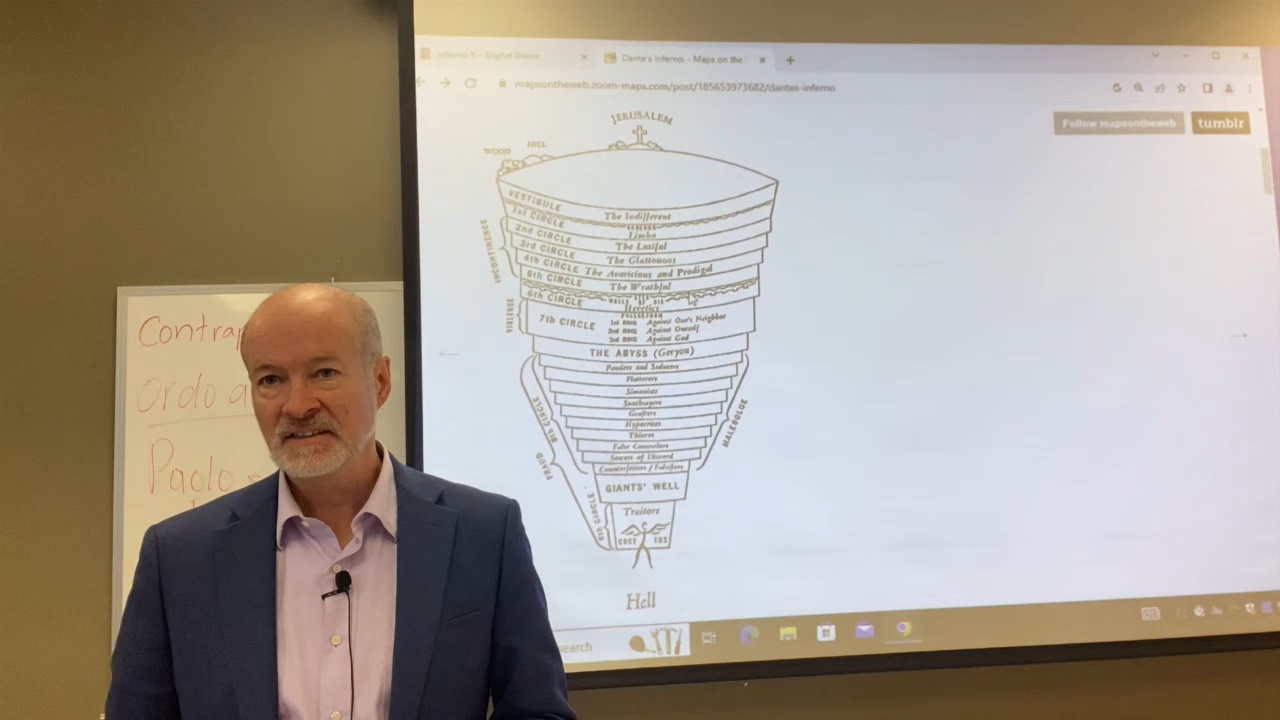 Inferno 5 – Digital Dante
Dante's Inferno. - Maps on the
mapsontheweb.zoom-maps.com/post/185653973682/dantes-inferno
Follow mapsontheweb
tumblr
JERUSALEM
WOOD
HILL
VESTIBULE
The Indifferent
1st CIRCLE
Limbo
2nd CIRCLE
The Lustful
3rd CIRCLE
The Gluttonous
4th CIRCLE The Avaricious and Prodigal
5th CIRCLE
The Wrathful
6th CIRCLE
WALLS OF DIS
Heretics
INCONTINENCE
VIOLENCE
7th CIRCLE
1st RING Against One's Neighbor
2nd RING Against Oneself
3rd RING Against God
THE ABYSS (Geryon)
Panders and Seducers
Flatterers
Simonists
Soothsayers
Grafters
Hypocrites
Thieves
False Counselors
Sowers of Discord
Counterfeiters / Falsifiers
8th CIRCLE
FRAUD
MALEBOLGE
GIANTS' WELL
9th CIRCLE
Traitors
COCYTUS
Hell
earch
Contrap
Ordo a
Paolo